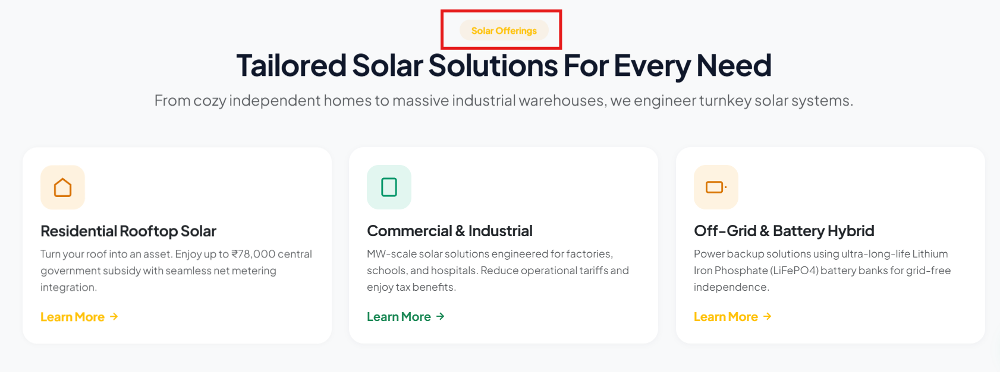 Solar Offerings
Tailored Solar Solutions For Every Need
From cozy independent homes to massive industrial warehouses, we engineer turnkey solar systems.
Residential Rooftop Solar
Turn your roof into an asset. Enjoy up to ₹78,000 central
government subsidy with seamless net metering
integration.
Learn More →
Commercial & Industrial
MW-scale solar solutions engineered for factories,
schools, and hospitals. Reduce operational tariffs and
enjoy tax benefits.
Learn More →
Off-Grid & Battery Hybrid
Power backup solutions using ultra-long-life Lithium
Iron Phosphate (LiFePO4) battery banks for grid-free
independence.
Learn More →